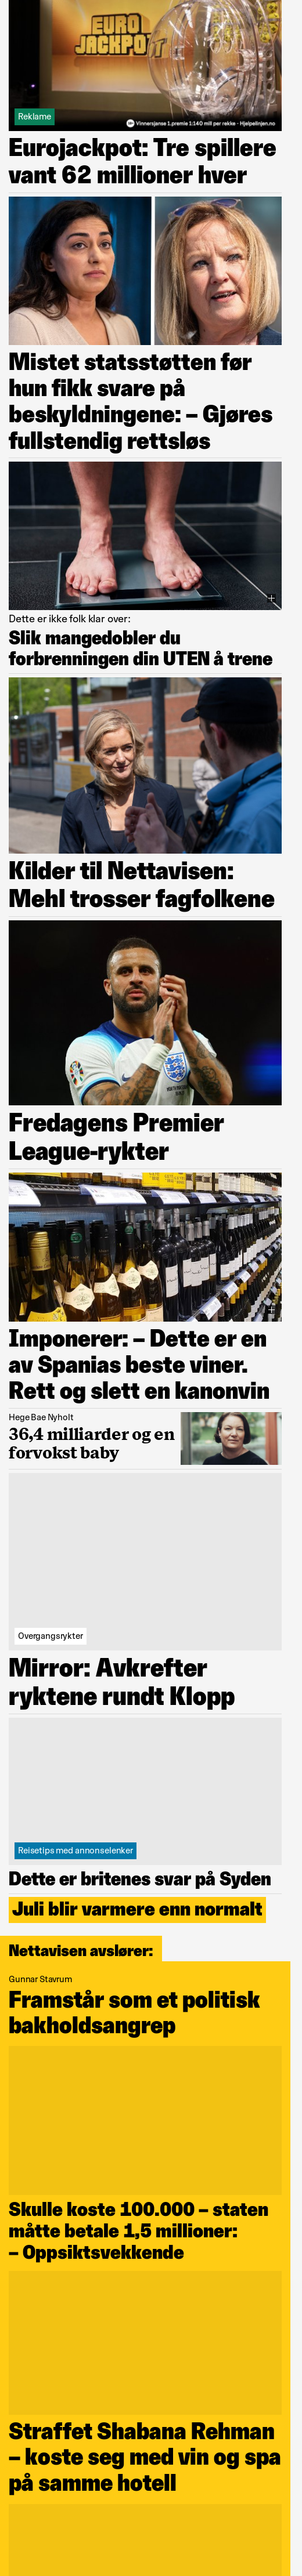 EURO
JACKPOT
Reklame
Vinnersjanse 1.premie 1:140 mill per rekke - Hjelpelinjen.no
Eurojackpot: Tre spillere
vant 62 millioner hver
Mistet statsstøtten før
hun fikk svare på
beskyldningene: – Gjøres
fullstendig rettsløs
Dette er ikke folk klar over:
Slik mangedobler du
forbrenningen din UTEN å trene
Kilder til Nettavisen:
Mehl trosser fagfolkene
Fredagens Premier
League-rykter
Imponerer: – Dette er en
av Spanias beste viner.
Rett og slett en kanonvin
Hege Bae Nyholt
36,4 milliarder og en
forvokst baby
Overgangsrykter
Mirror: Avkrefter
ryktene rundt Klopp
Reisetips med annonselenker
Dette er britenes svar på Syden
Juli blir varmere enn normalt
Nettavisen avslører:
Gunnar Stavrum
Framstår som et politisk
bakholdsangrep
Skulle koste 100.000 – staten
måtte betale 1,5 millioner:
– Oppsiktsvekkende
Straffet Shabana Rehman
– koste seg med vin og spa
på samme hotell